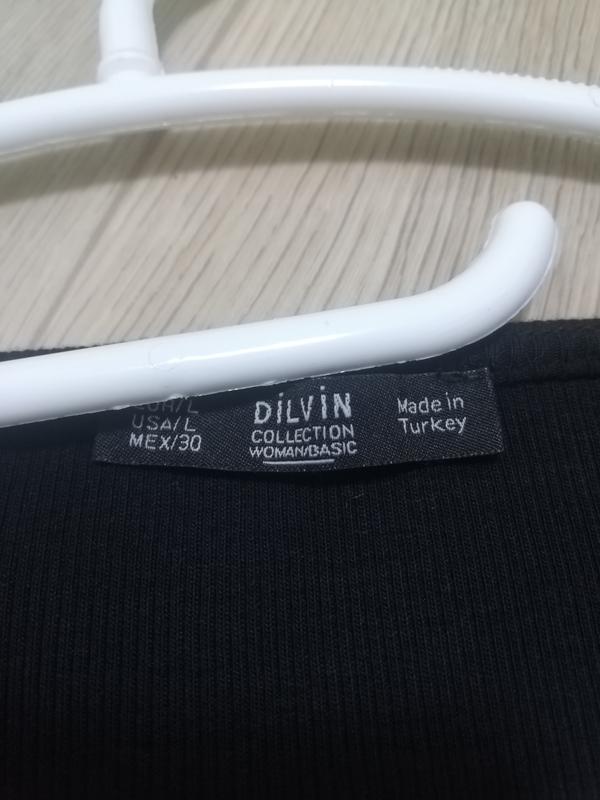 EUR/L
USA/L
MEX/30
DİLVİN
COLLECTION
WOMAN/BASIC
Made in
Turkey